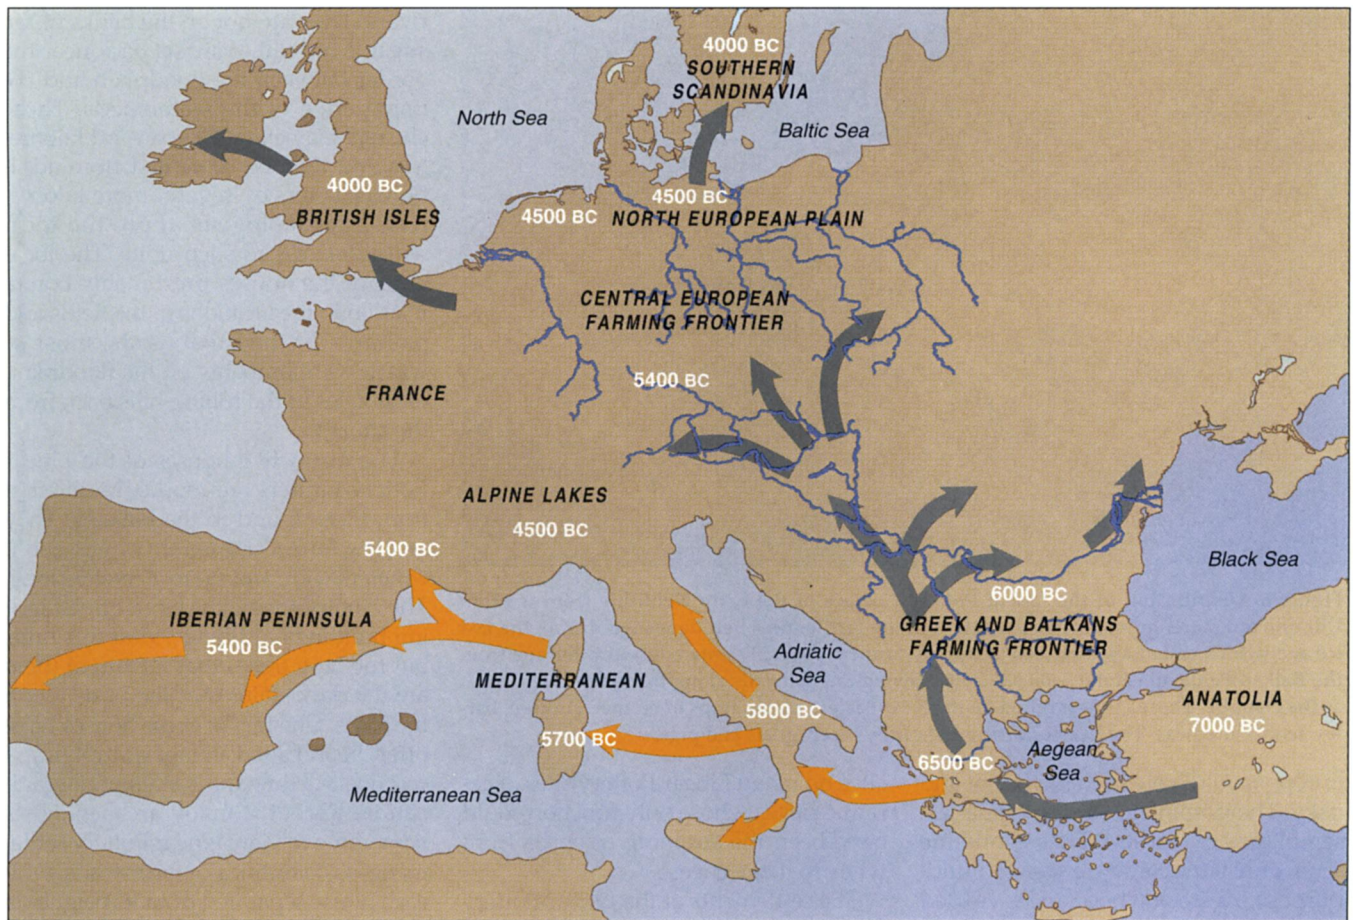 4000 BC
SOUTHERN
SCANDINAVIA
North Sea
Baltic Sea
4000 BC
BRITISH ISLES
4500 BC
4500 BC
NORTH EUROPEAN PLAIN
CENTRAL EUROPEAN
FARMING FRONTIER
5400 BC
FRANCE
ALPINE LAKES
4500 BC
5400 BC
Black Sea
6000 BC
IBERIAN PENINSULA
5400 BC
GREEK AND BALKANS
FARMING FRONTIER
Adriatic
Sea
MEDITERRANEAN
ANATOLIA
7000 BC
5800 BC
5700 BC
Aegean
Sea
6500 BC
Mediterranean Sea